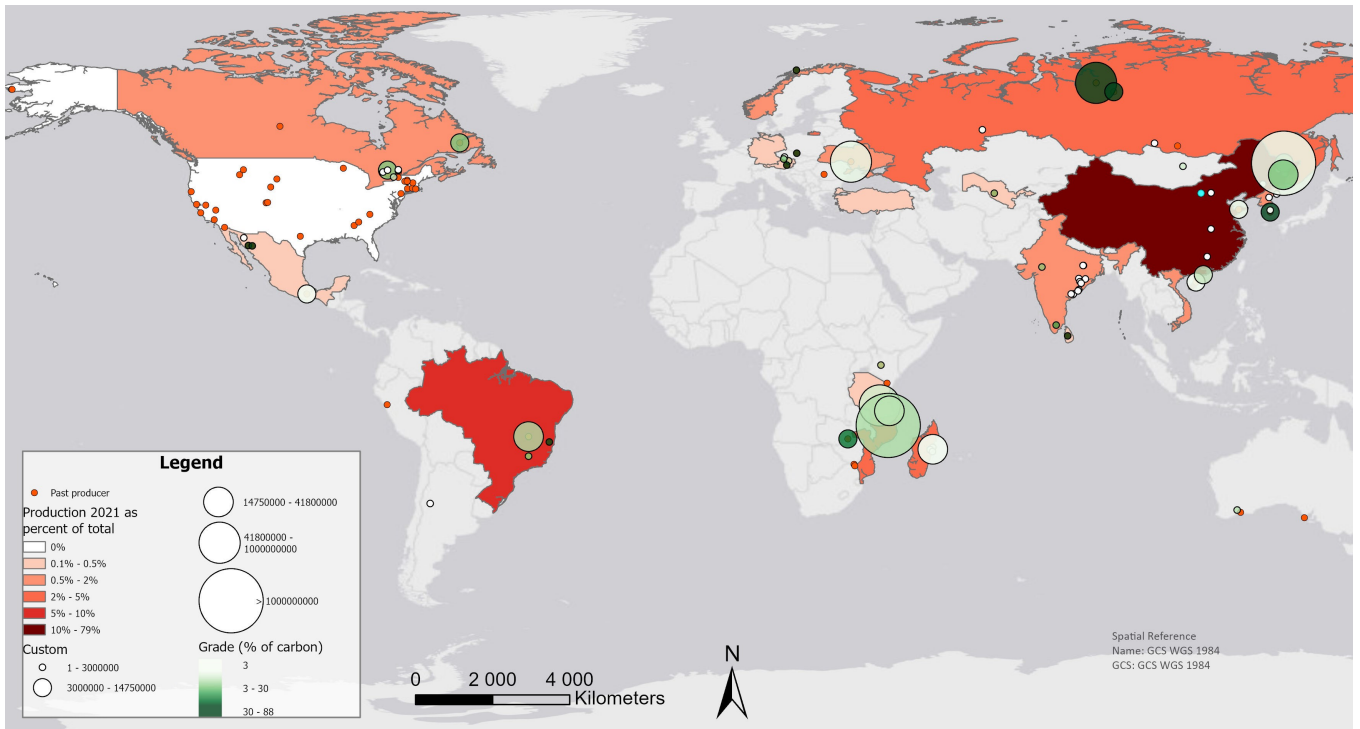 Legend
Past producer
Production 2021 as
percent of total
0%
0.1% - 0.5%
0.5% - 2%
2% - 5%
5% - 10%
10% - 79%
Custom
1 - 3000000
3000000 - 14750000
14750000 - 41800000
41800000 -
1000000000
> 1000000000
Grade (% of carbon)
3
3 - 30
30 - 88
0 2 000 4 000
Kilometers
N
Spatial Reference
Name: GCS WGS 1984
GCS: GCS WGS 1984